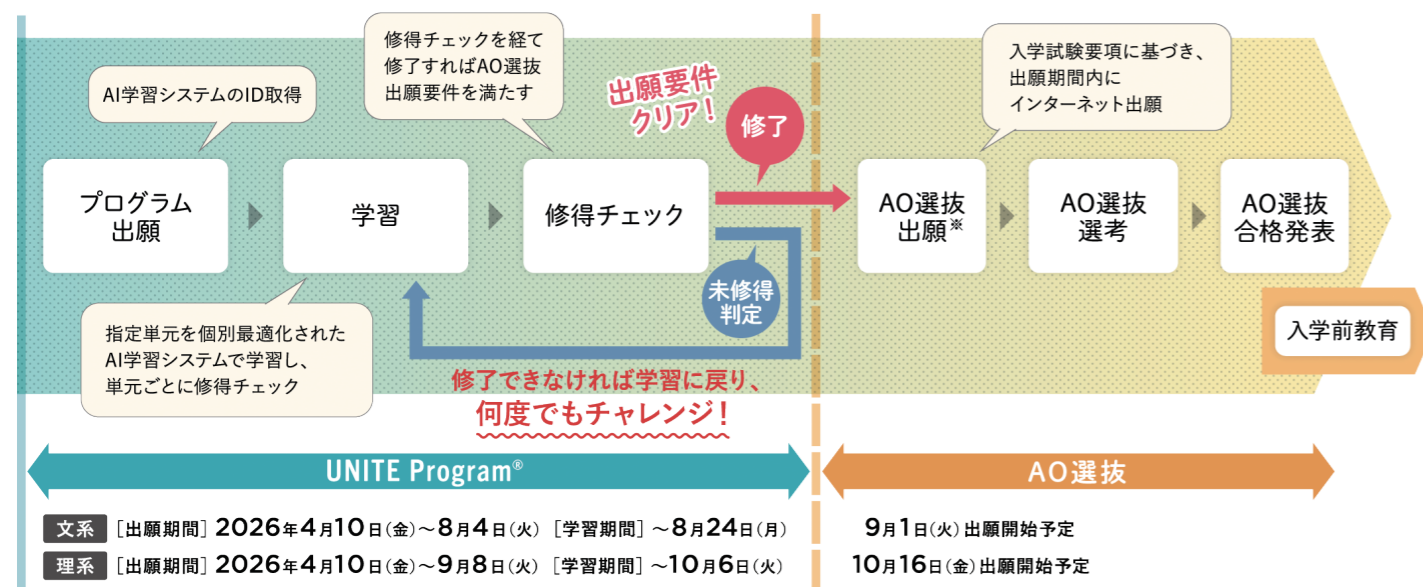 修得チェックを経て
修了すればAO選抜
出願要件を満たす
AI学習システムのID取得
出願要件
クリア！
修了
入学試験要項に基づき、
出願期間内に
インターネット出願
プログラム
出願
学習
修得チェック
AO選抜
出願※
AO選抜
選考
AO選抜
合格発表
未修得
判定
指定単元を個別最適化された
AI学習システムで学習し、
単元ごとに修得チェック
入学前教育
修了できなければ学習に戻り、
何度でもチャレンジ！
UNITE Program®
AO選抜
文系 ［出願期間］ 2026年4月10日（金）～8月4日（火） ［学習期間］ ～8月24日（月） 9月1日（火）出願開始予定
理系 ［出願期間］ 2026年4月10日（金）～9月8日（火） ［学習期間］ ～10月6日（火） 10月16日（金）出願開始予定